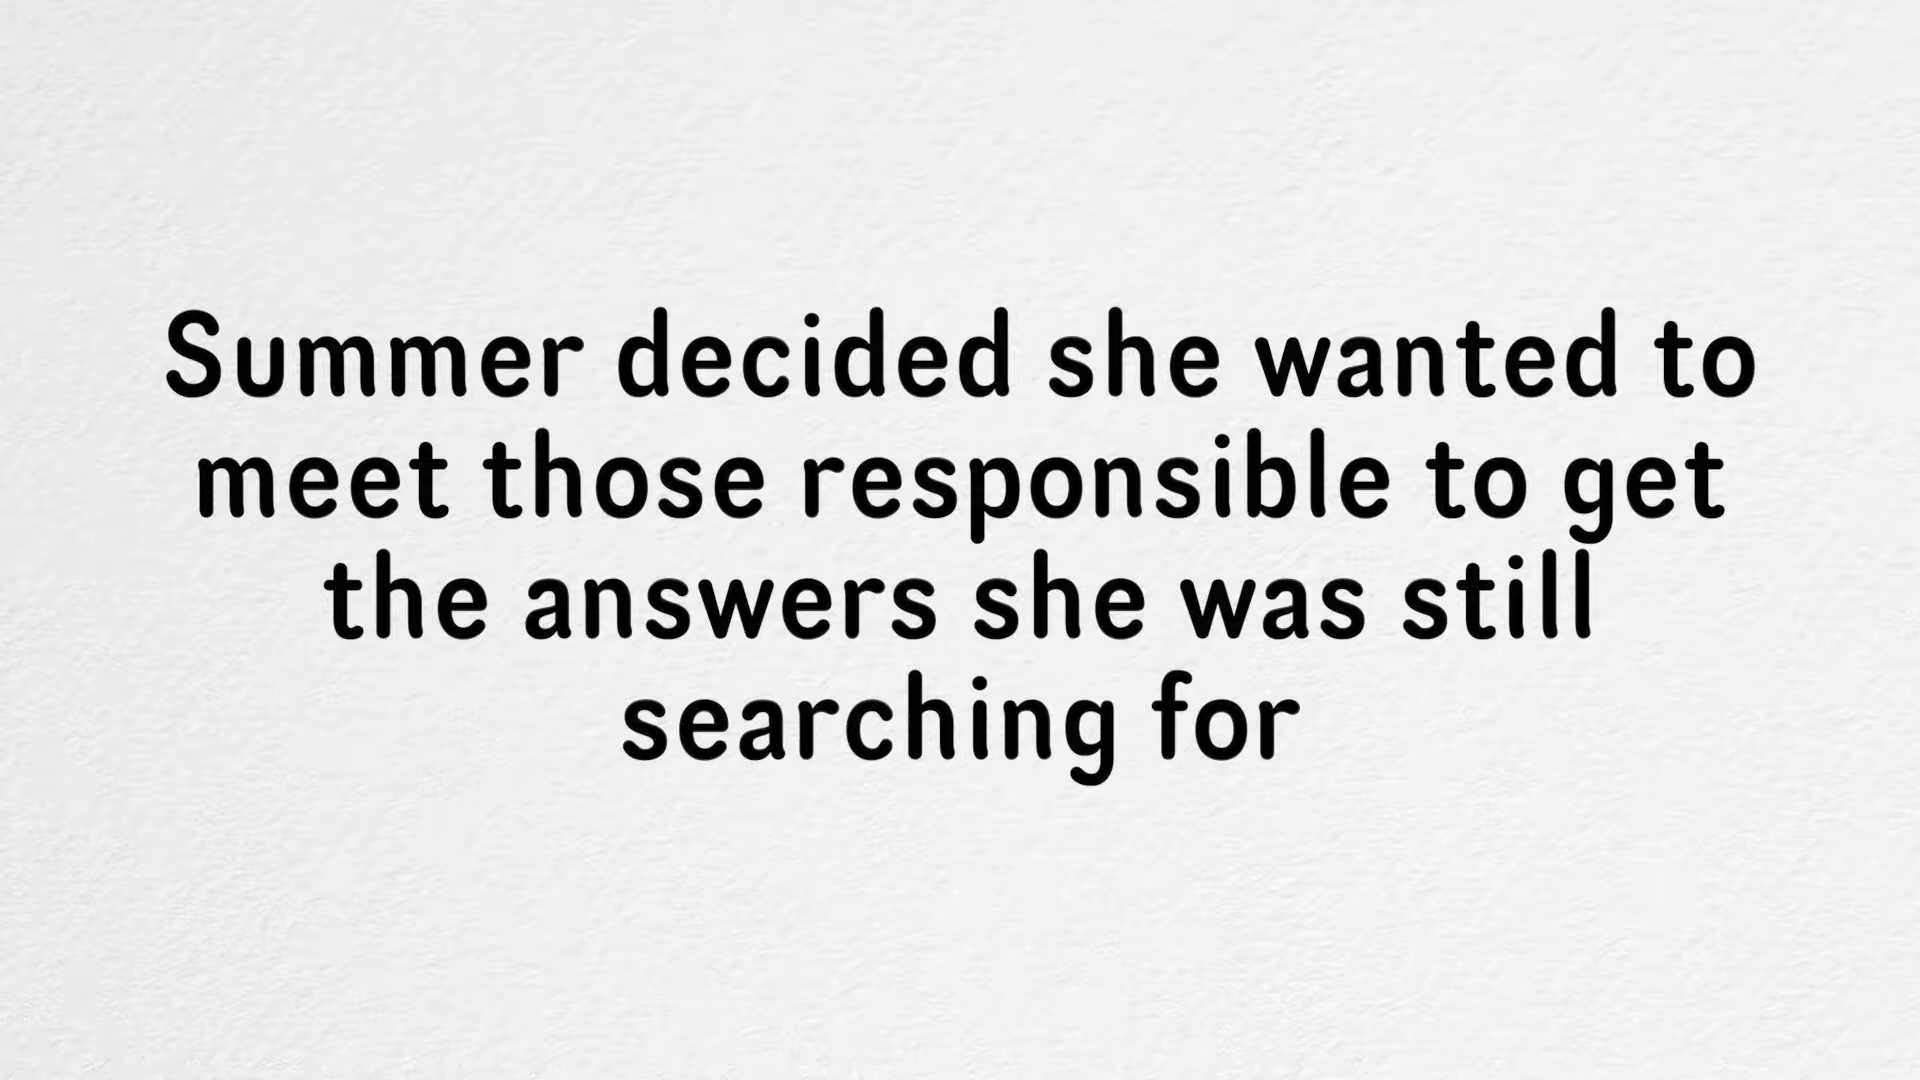 Summer decided she wanted to
meet those responsible to get
the answers she was still
searching for